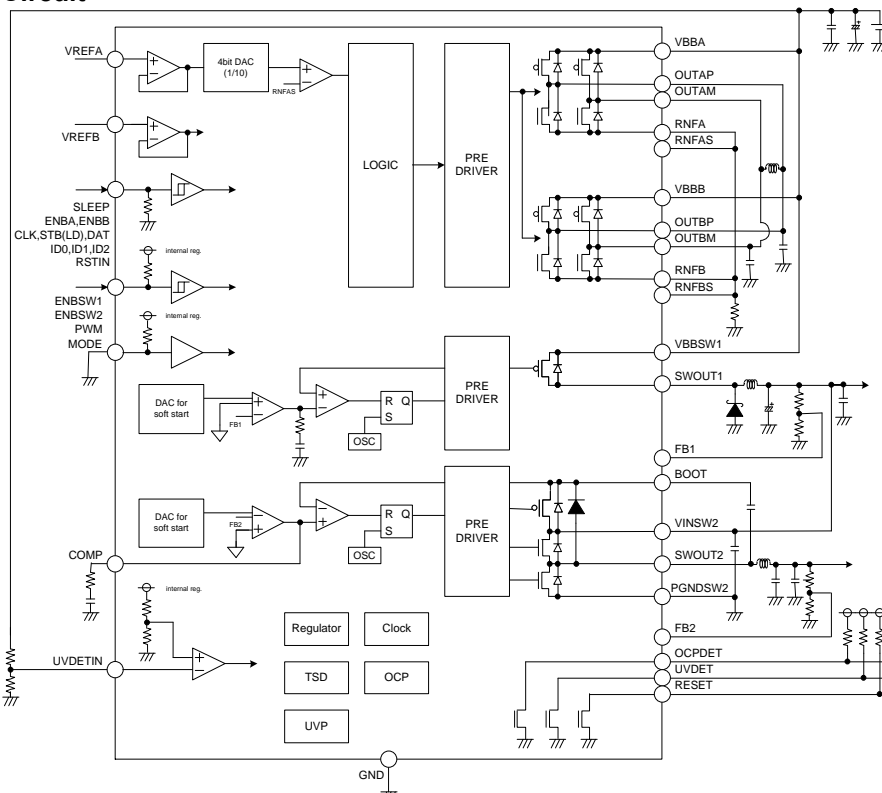 VREFA
4bit DAC
(1/10)
RNFAS
VREFB
SLEEP
ENBA,ENBB
CLK,STB(LD),DAT
ID0,ID1,ID2
RSTIN
internal reg.
ENBSW1
ENBSW2
PWM
MODE
internal reg.
LOGIC
PRE
DRIVER
VBBA
OUTAP
OUTAM
RNFA
RNFAS
VBBB
OUTBP
OUTBM
RNFB
RNFBS
DAC for
soft start
FB1
R Q
S
OSC
PRE
DRIVER
VBBSW1
SWOUT1
FB1
DAC for
soft start
FB2
R Q
S
OSC
PRE
DRIVER
BOOT
VINSW2
SWOUT2
PGNDSW2
FB2
COMP
internal reg.
UVDETIN
Regulator
Clock
TSD
OCP
UVP
OCPDET
UVDET
RESET
GND